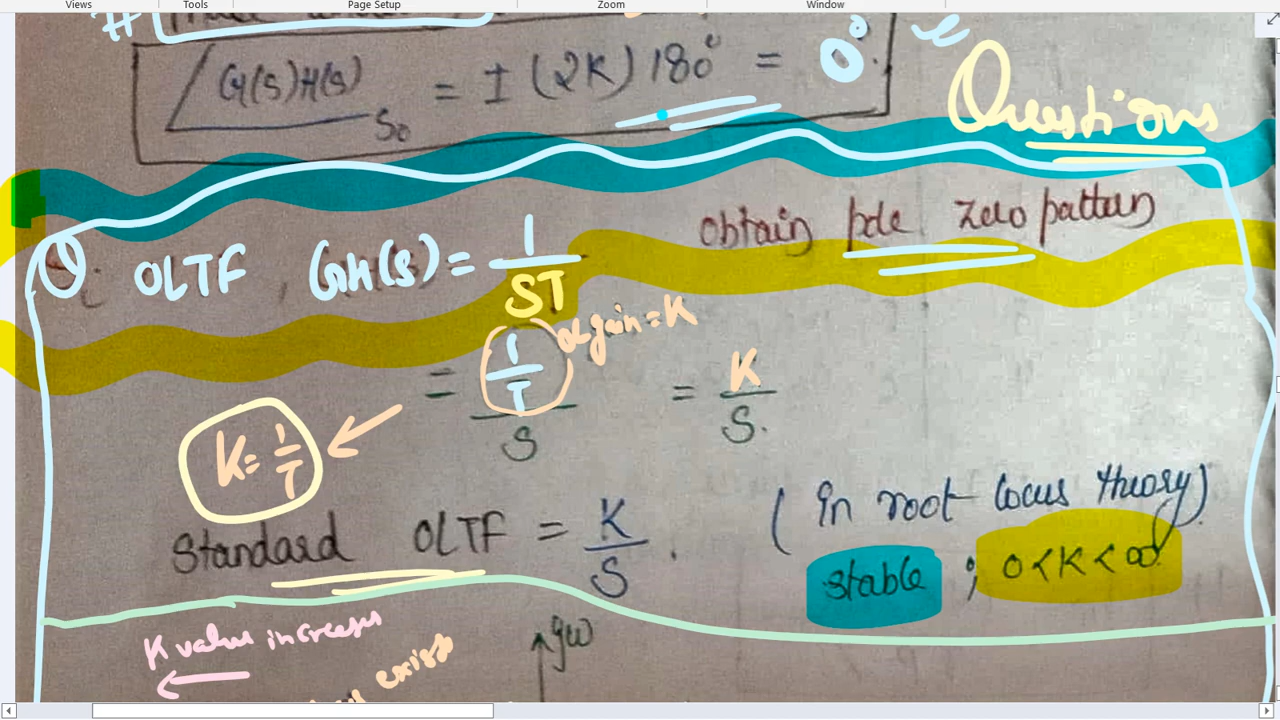 Views Tools Page Setup Zoom Window
G(s)H(s) S0 = ± (2K) 180° = 0°
Questions
obtain pole zero pattern
Q. OLTF, GH(s) = 1/ST
= (1/T)/S = K/S.
gain = K
K = 1/T
Standard OLTF = K/S. (in root locus theory)
stable ; 0<K<∞
K value increases
exist
jω